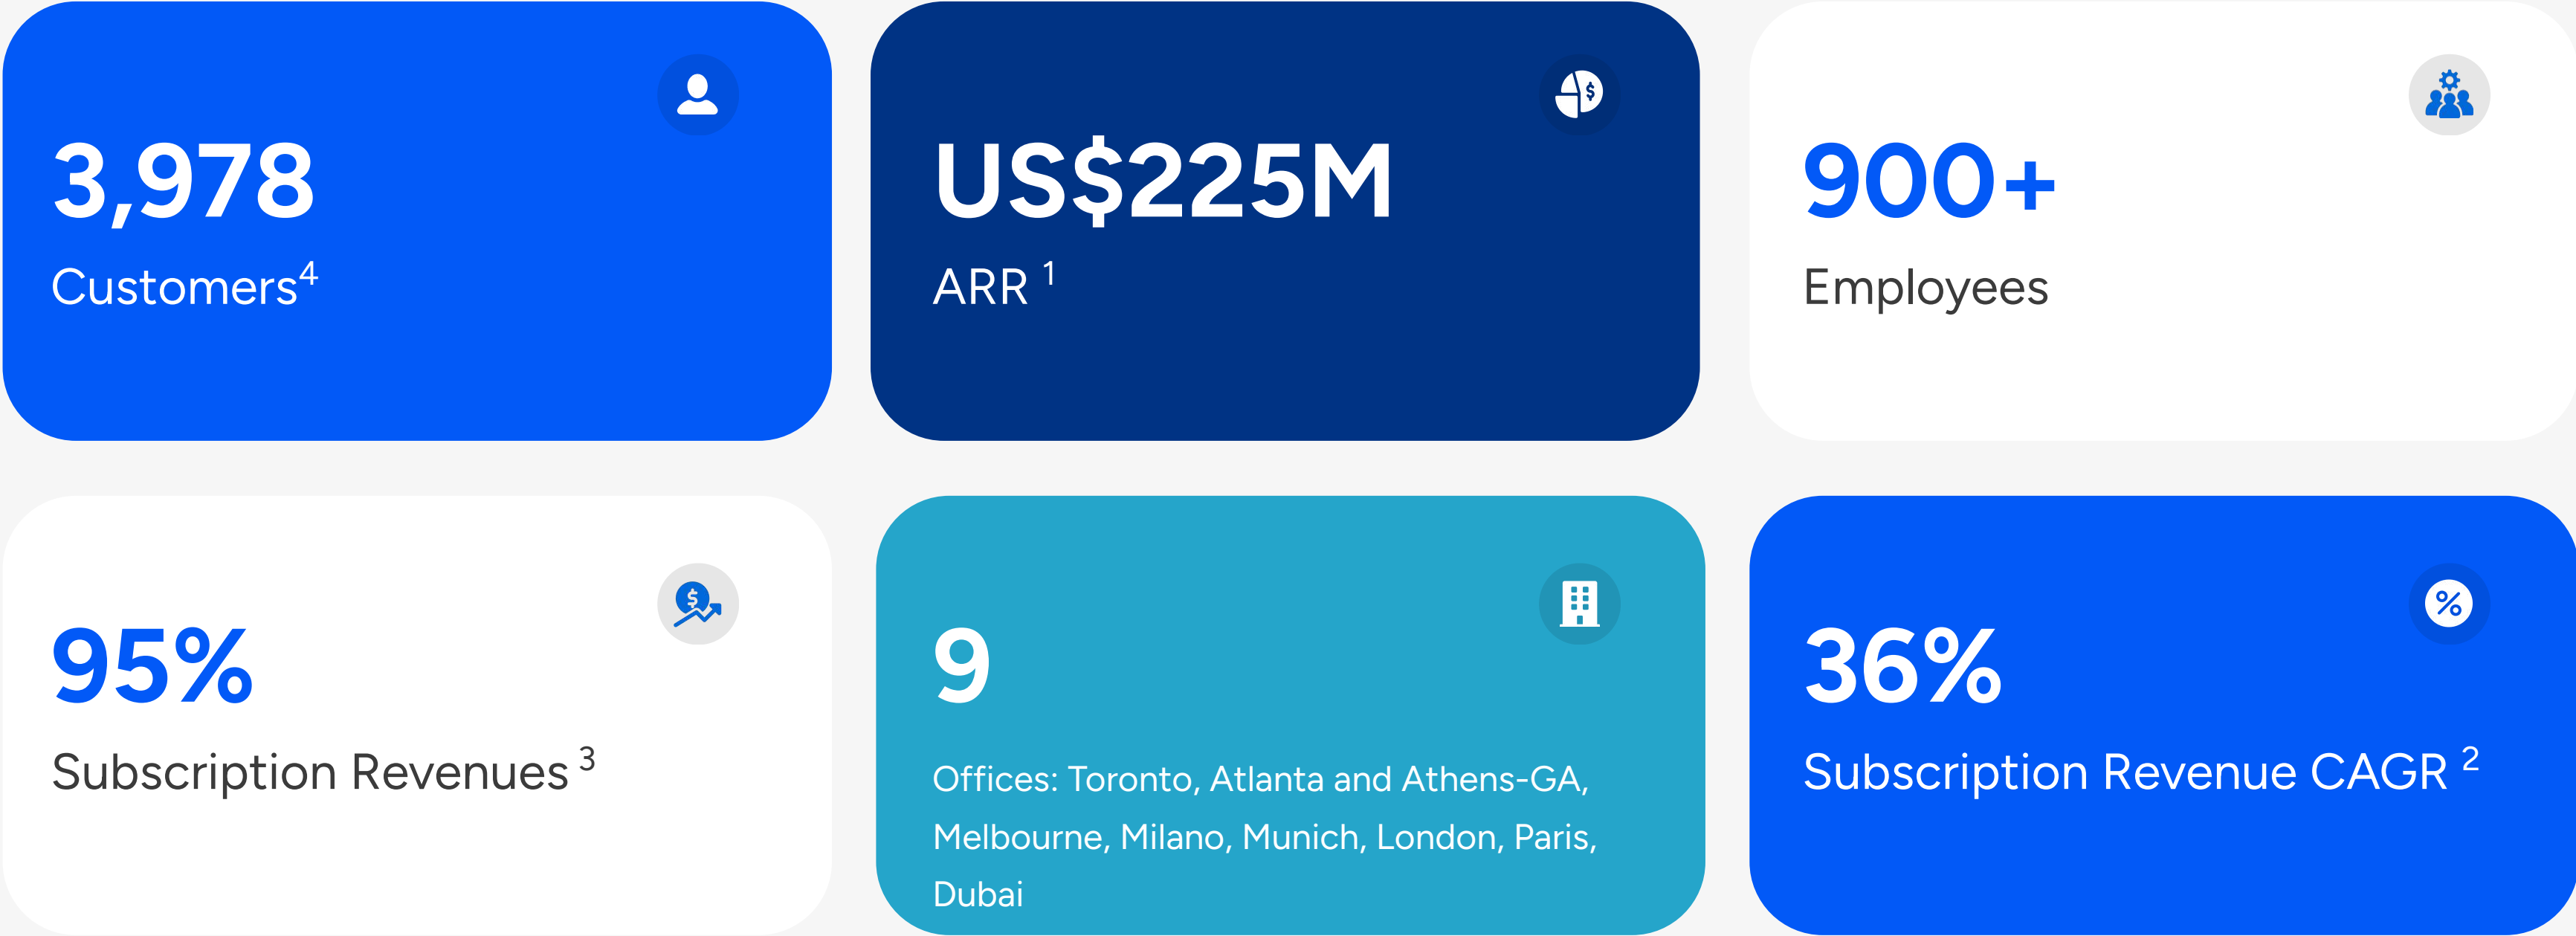 3,978
Customers⁴
US$225M
ARR ¹
900+
Employees
95%
Subscription Revenues ³
9
Offices: Toronto, Atlanta and Athens-GA,
Melbourne, Milano, Munich, London, Paris,
Dubai
36%
Subscription Revenue CAGR ²